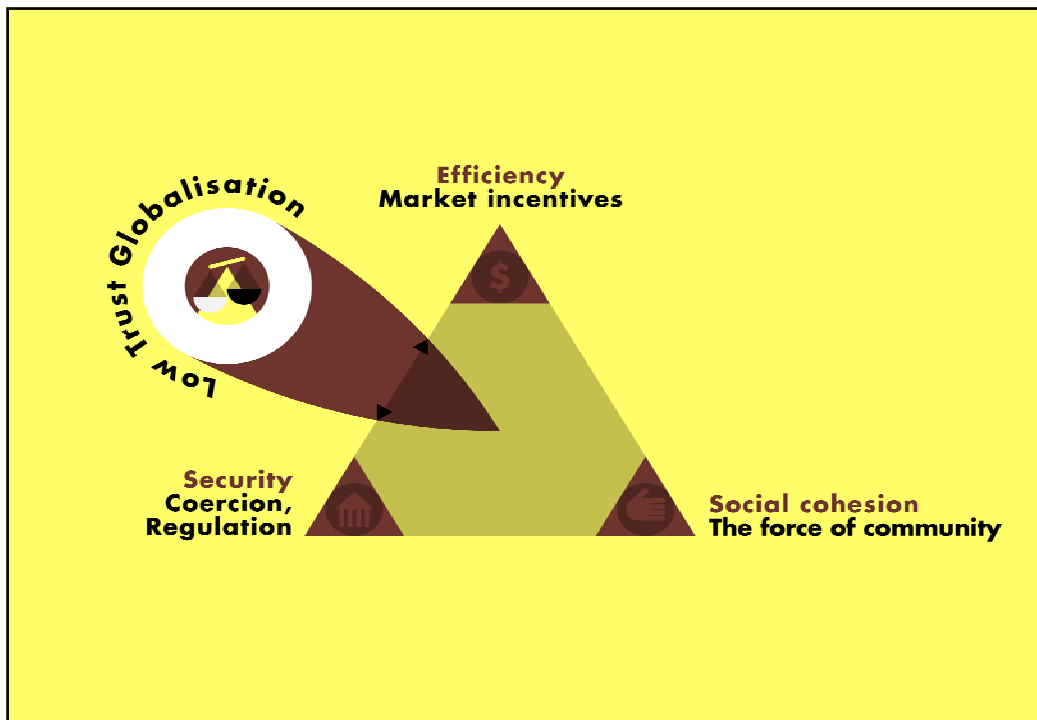 Low Trust Globalisation
Efficiency
Market incentives
$
Security
Coercion,
Regulation
Social cohesion
The force of community